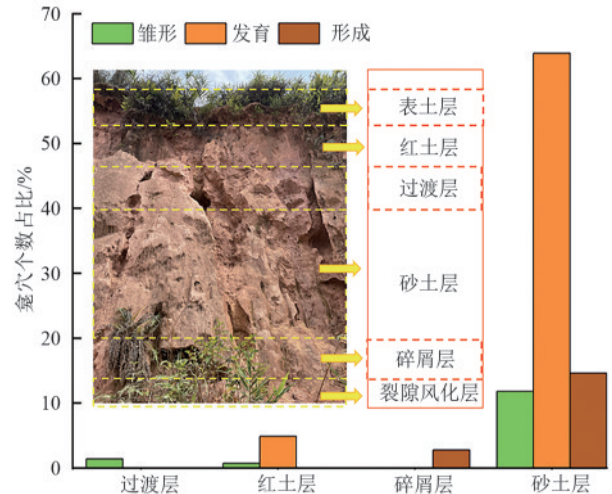 雏形 发育 形成
龛穴个数占比/%
70
60
50
40
30
20
10
0
表土层
红土层
过渡层
砂土层
碎屑层
裂隙风化层
过渡层 红土层 碎屑层 砂土层